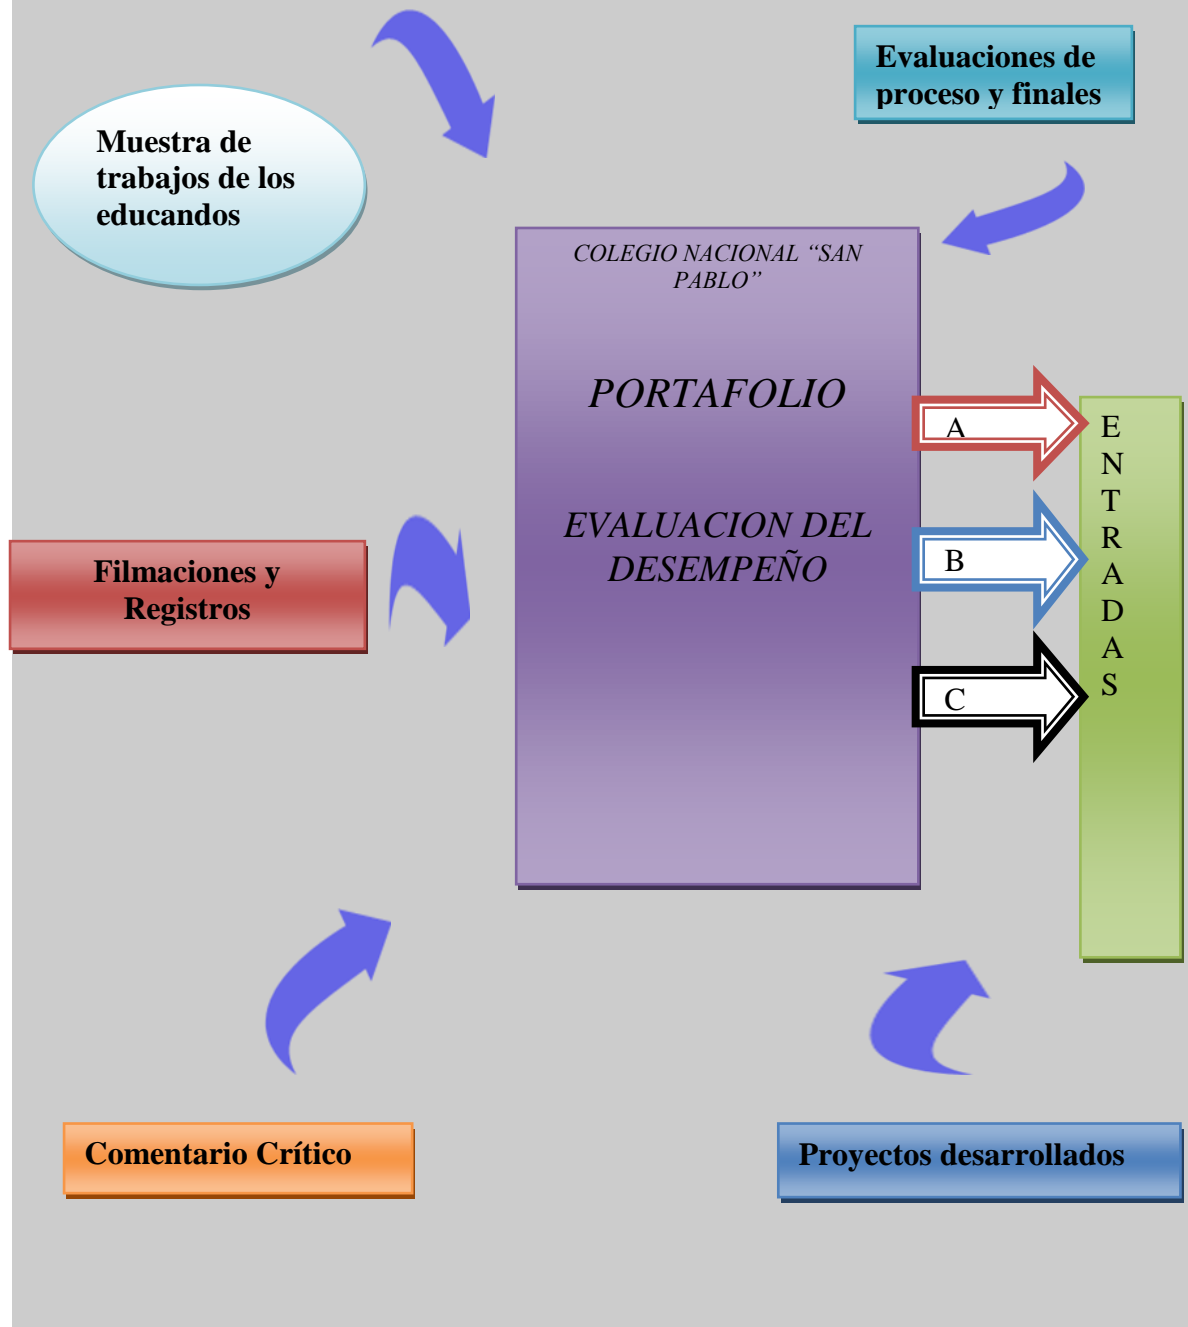 Evaluaciones de
proceso y finales
Muestra de
trabajos de los
educandos
COLEGIO NACIONAL “SAN
PABLO”
PORTAFOLIO
EVALUACION DEL
DESEMPEÑO
A
B
C
E
N
T
R
A
D
A
S
Filmaciones y
Registros
Comentario Crítico
Proyectos desarrollados